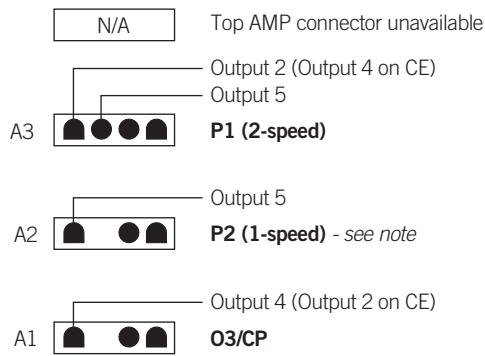 N/A Top AMP connector unavailable
Output 2 (Output 4 on CE)
Output 5
A3 P1 (2-speed)
Output 5
A2 P2 (1-speed) - see note
Output 4 (Output 2 on CE)
A1 O3/CP